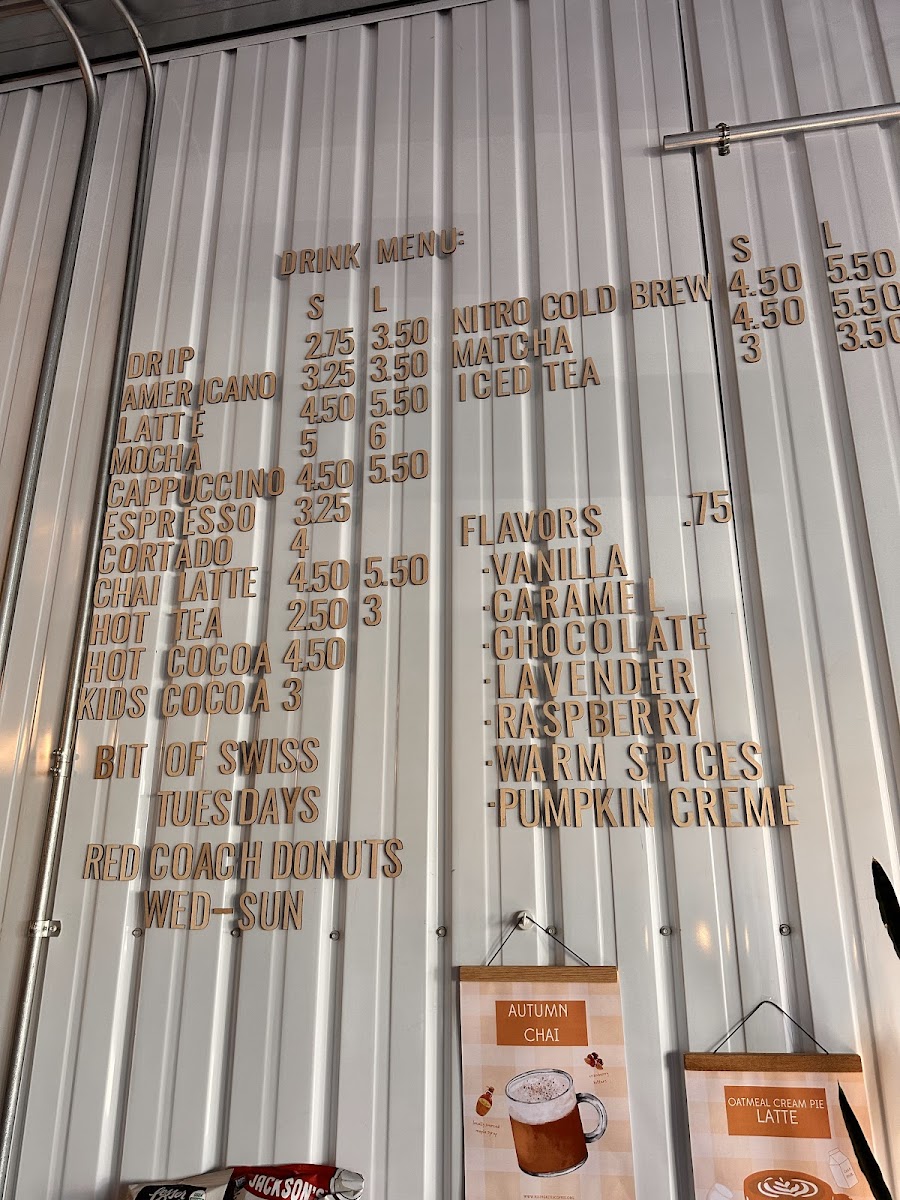 DRINK MENU:
S L
DRIP 2.75 3.50
AMERICANO 3.25 3.50
LATTE 4.50 5.50
MOCHA 5 6
CAPPUCCINO 4.50 5.50
ESPRESSO 3.25
CORTADO 4
CHAI LATTE 4.50 5.50
HOT TEA 2.50 3
HOT COCOA 4.50
KIDS COCOA 3
BIT OF SWISS
TUESDAYS
RED COACH DONUTS
WED-SUN
S L
NITRO COLD BREW 4.50 5.50
MATCHA 4.50 5.50
ICED TEA 3 3.50
FLAVORS .75
-VANILLA
-CARAMEL
-CHOCOLATE
-LAVENDER
-RASPBERRY
-WARM SPICES
-PUMPKIN CREME
AUTUMN
CHAI
OATMEAL CREAM PIE
LATTE
JACKSON'S